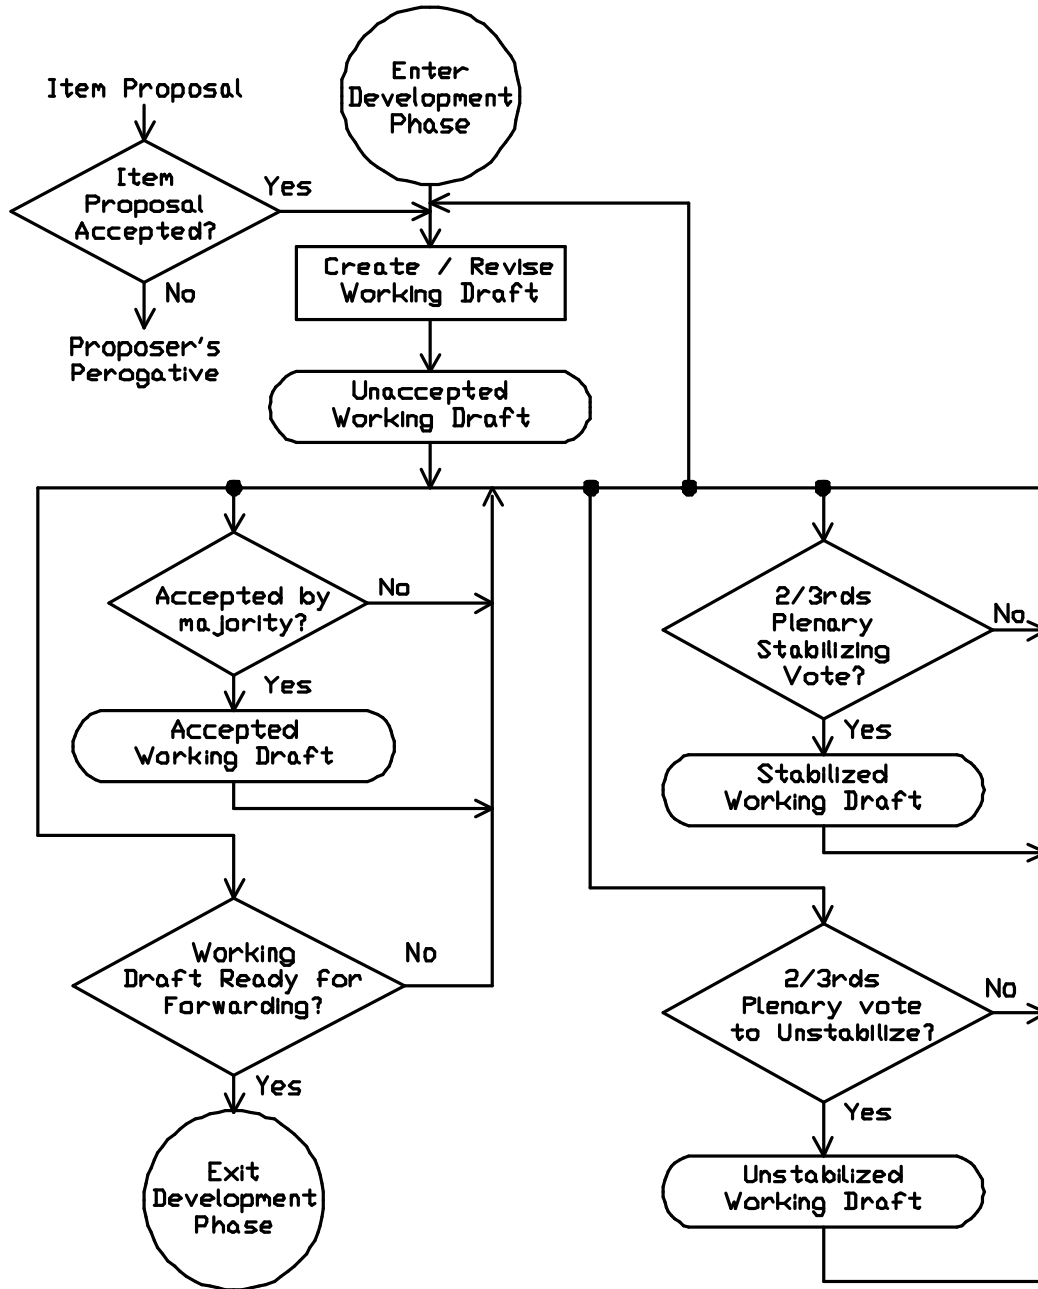 Enter
Development
Phase
Item Proposal
Item
Proposal
Accepted?
Yes
No
Proposer's
Perogative
Create / Revise
Working Draft
Unaccepted
Working Draft
Accepted by
majority?
No
Yes
Accepted
Working Draft
Working
Draft Ready for
Forwarding?
No
Yes
Exit
Development
Phase
2/3rds
Plenary
Stabilizing
Vote?
No
Yes
Stabilized
Working Draft
2/3rds
Plenary vote
to Unstabilize?
No
Yes
Unstabilized
Working Draft